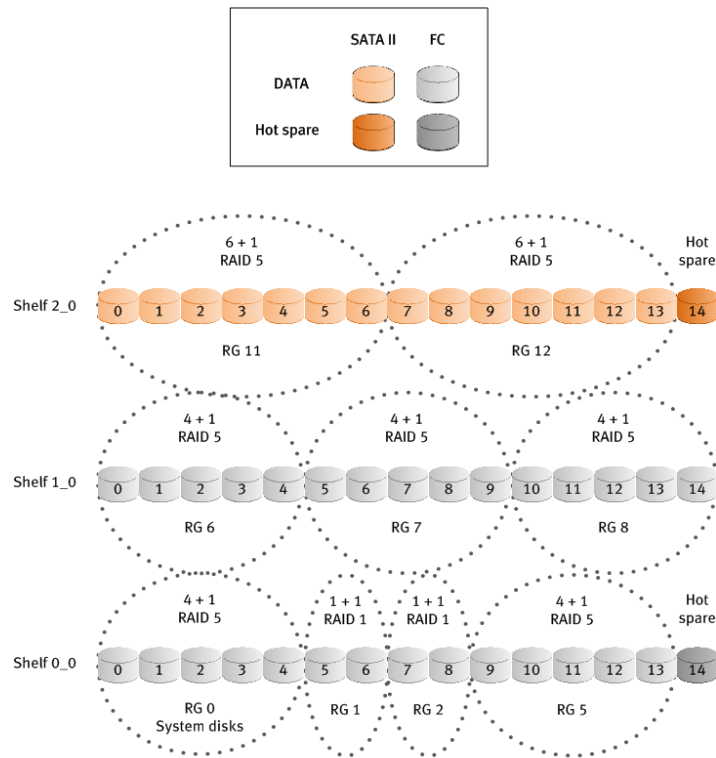 SATA II FC
DATA
Hot spare
6 + 1 6 + 1 Hot
RAID 5 RAID 5 spare
Shelf 2_0 0 1 2 3 4 5 6 7 8 9 10 11 12 13 14
RG 11 RG 12
4 + 1 4 + 1 4 + 1
RAID 5 RAID 5 RAID 5
Shelf 1_0 0 1 2 3 4 5 6 7 8 9 10 11 12 13 14
RG 6 RG 7 RG 8
4 + 1 1 + 1 1 + 1 4 + 1 Hot
RAID 5 RAID 1 RAID 1 RAID 5 spare
Shelf 0_0 0 1 2 3 4 5 6 7 8 9 10 11 12 13 14
RG 0 RG 1 RG 2 RG 5
System disks